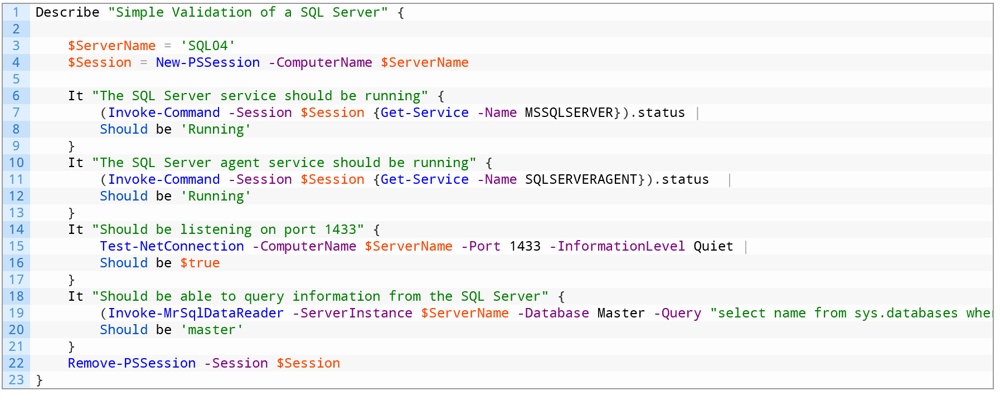 1 Describe "Simple Validation of a SQL Server" {
2
3     $ServerName = 'SQL04'
4     $Session = New-PSSession -ComputerName $ServerName
5
6     It "The SQL Server service should be running" {
7         (Invoke-Command -Session $Session {Get-Service -Name MSSQLSERVER}).status |
8         Should be 'Running'
9     }
10     It "The SQL Server agent service should be running" {
11         (Invoke-Command -Session $Session {Get-Service -Name SQLSERVERAGENT}).status  |
12         Should be 'Running'
13     }
14     It "Should be listening on port 1433" {
15         Test-NetConnection -ComputerName $ServerName -Port 1433 -InformationLevel Quiet |
16         Should be $true
17     }
18     It "Should be able to query information from the SQL Server" {
19         (Invoke-MrSqlDataReader -ServerInstance $ServerName -Database Master -Query "select name from sys.databases
20         Should be 'master'
21     }
22     Remove-PSSession -Session $Session
23 }